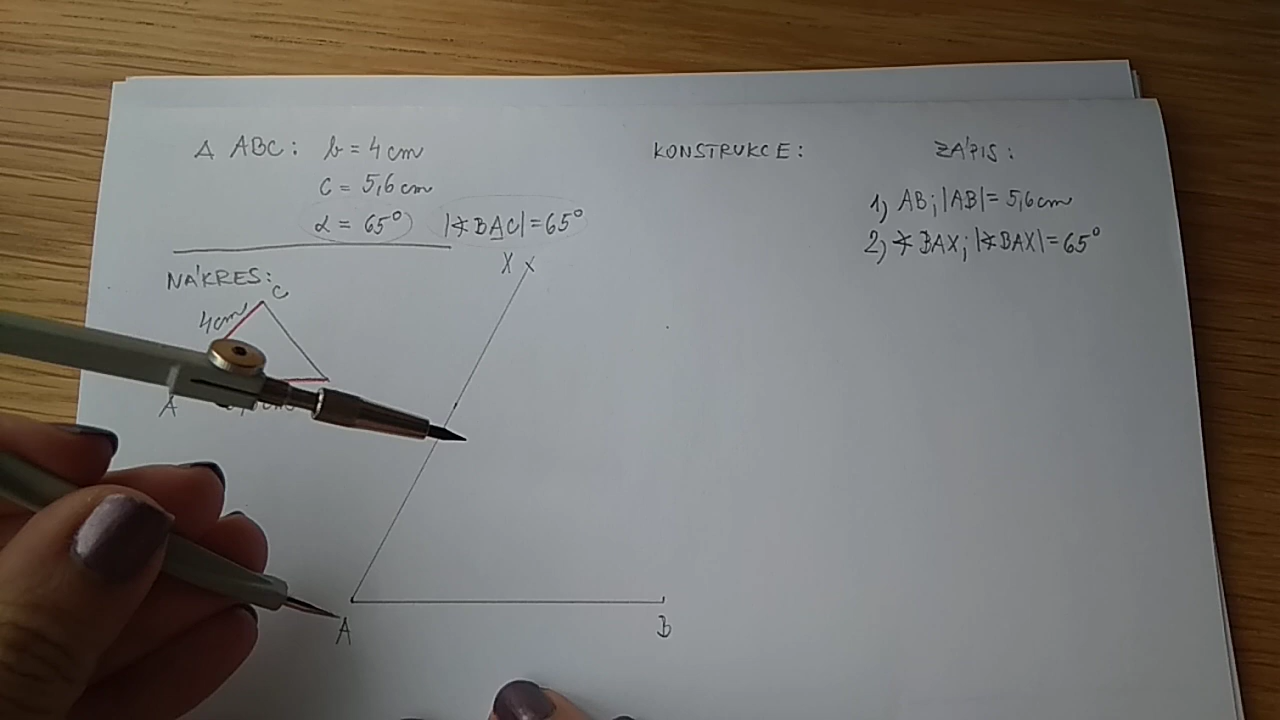 △ ABC: b = 4 cm
c = 5,6 cm
α = 65° |∢BAC| = 65°
NÁKRES:
C
4cm
A
X
A
B
KONSTRUKCE:
ZÁPIS:
1) AB; |AB| = 5,6 cm
2) ∢ BAX; |∢BAX| = 65°